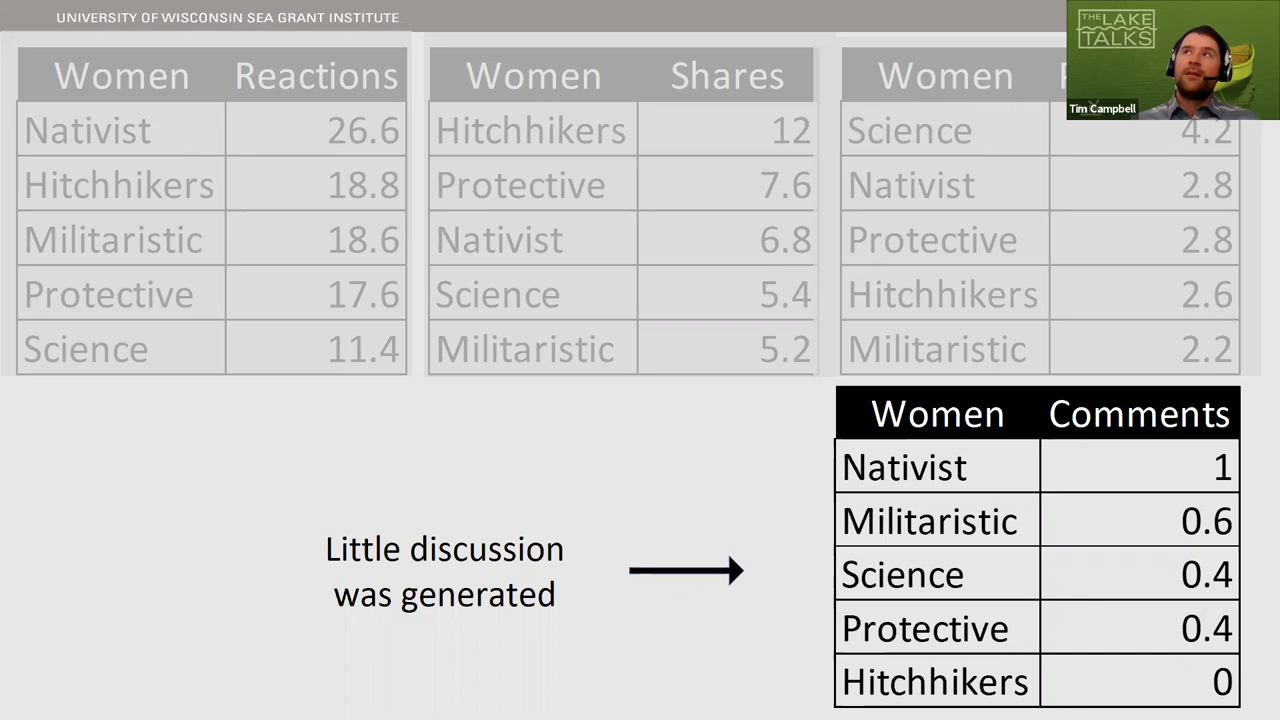 UNIVERSITY OF WISCONSIN SEA GRANT INSTITUTE
THE LAKE
TALKS
Tim Campbell
Women Reactions
Nativist 26.6
Hitchhikers 18.8
Militaristic 18.6
Protective 17.6
Science 11.4
Women Shares
Hitchhikers 12
Protective 7.6
Nativist 6.8
Science 5.4
Militaristic 5.2
Women
Science 4.2
Nativist 2.8
Protective 2.8
Hitchhikers 2.6
Militaristic 2.2
Little discussion
was generated
Women Comments
Nativist 1
Militaristic 0.6
Science 0.4
Protective 0.4
Hitchhikers 0